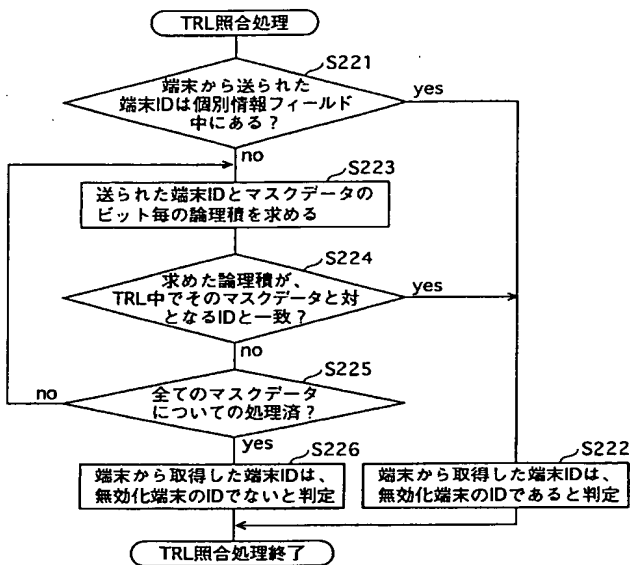 TRL照合処理
S221
端末から送られた
端末IDは個別情報フィールド
中にある?
yes
no
S223
送られた端末IDとマスクデータの
ビット毎の論理積を求める
S224
求めた論理積が、
TRL中でそのマスクデータと対
となるIDと一致?
yes
no
S225
全てのマスクデータ
についての処理済?
no
yes
S226
端末から取得した端末IDは、
無効化端末のIDでないと判定
S222
端末から取得した端末IDは、
無効化端末のIDであると判定
TRL照合処理終了